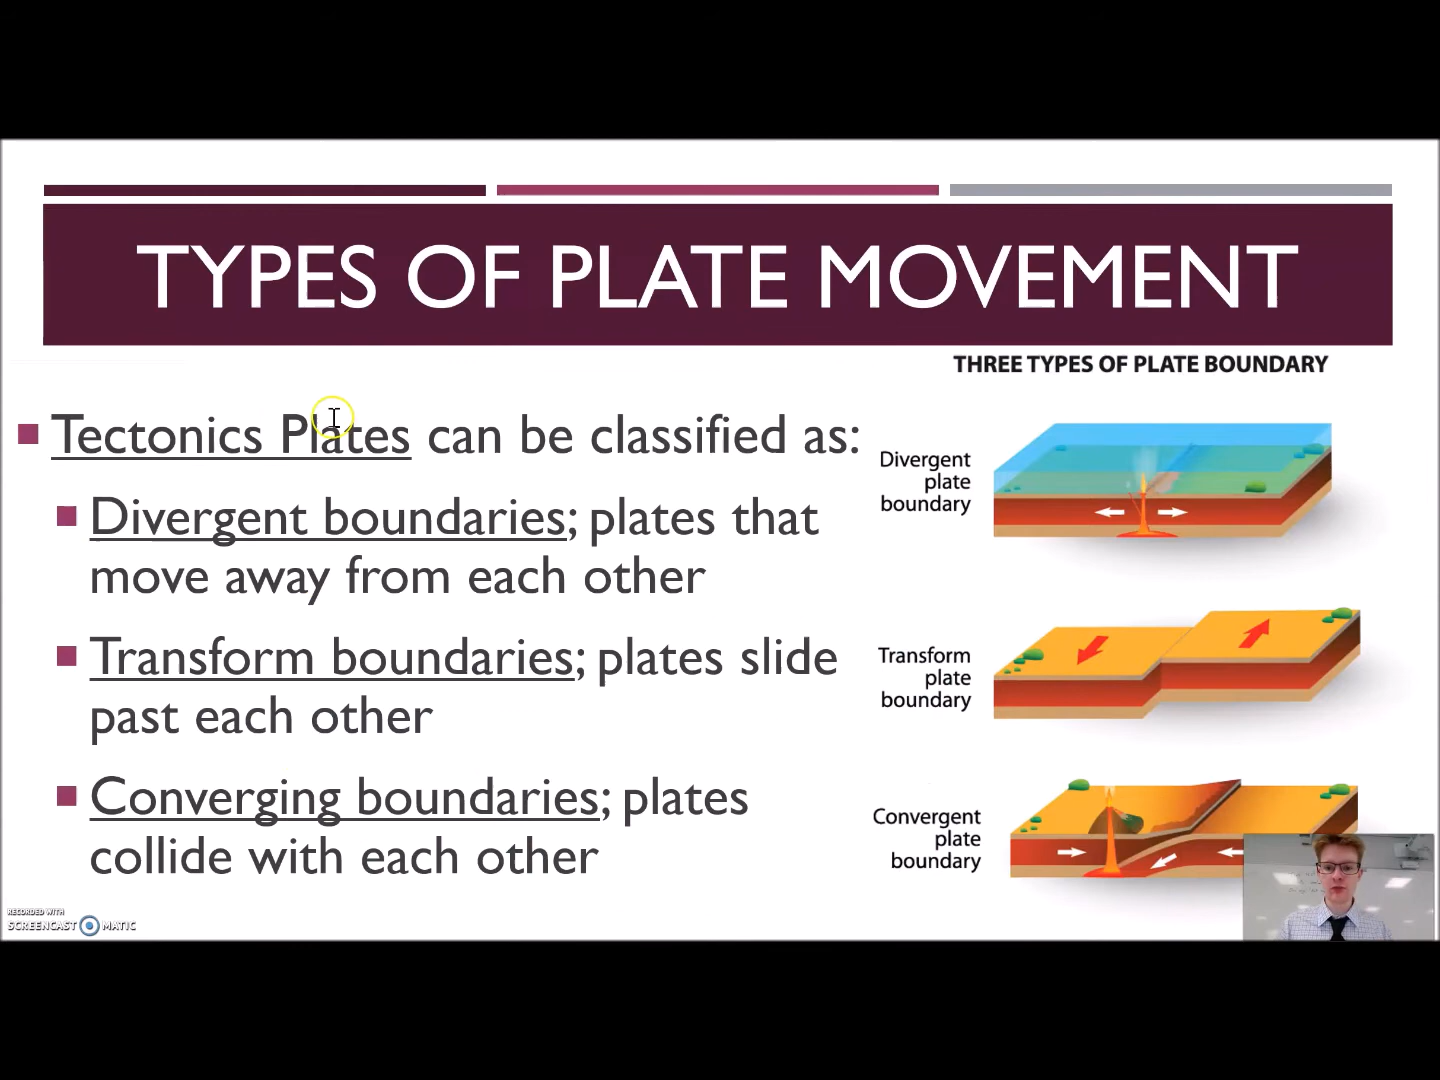 TYPES OF PLATE MOVEMENT
THREE TYPES OF PLATE BOUNDARY
Tectonics Plates can be classified as:
Divergent boundaries; plates that
move away from each other
Transform boundaries; plates slide
past each other
Converging boundaries; plates
collide with each other
Divergent
plate
boundary
Transform
plate
boundary
Convergent
plate
boundary
RECORDED WITH
SCREENCAST MATIC